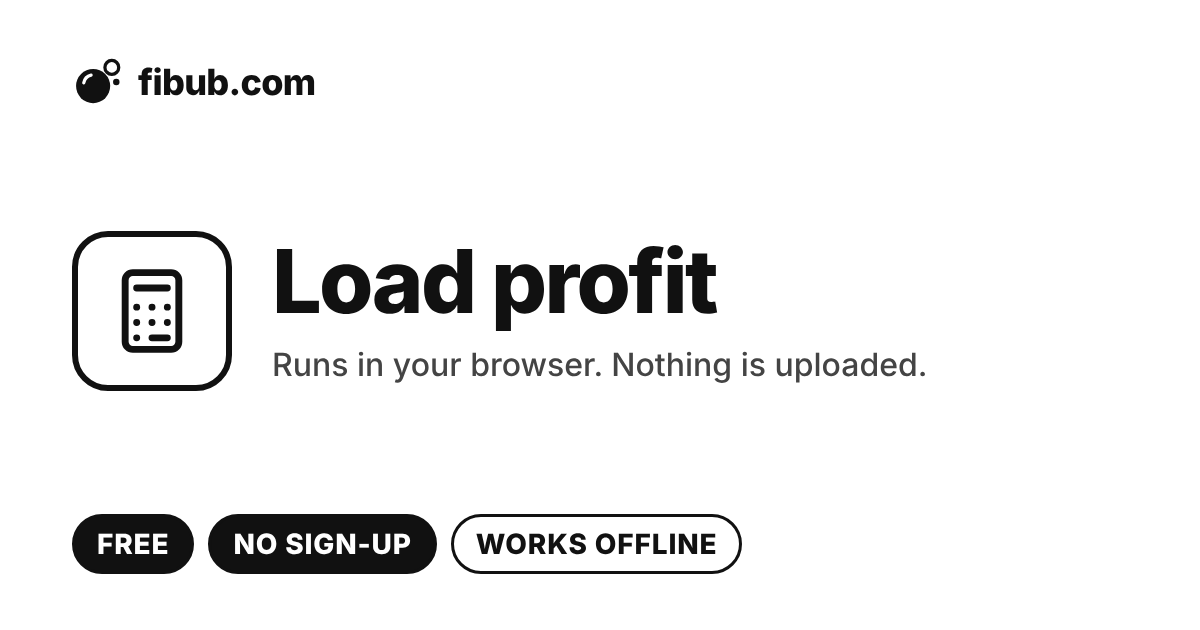 fibub.com
Load profit
Runs in your browser. Nothing is uploaded.
FREE
NO SIGN-UP
WORKS OFFLINE